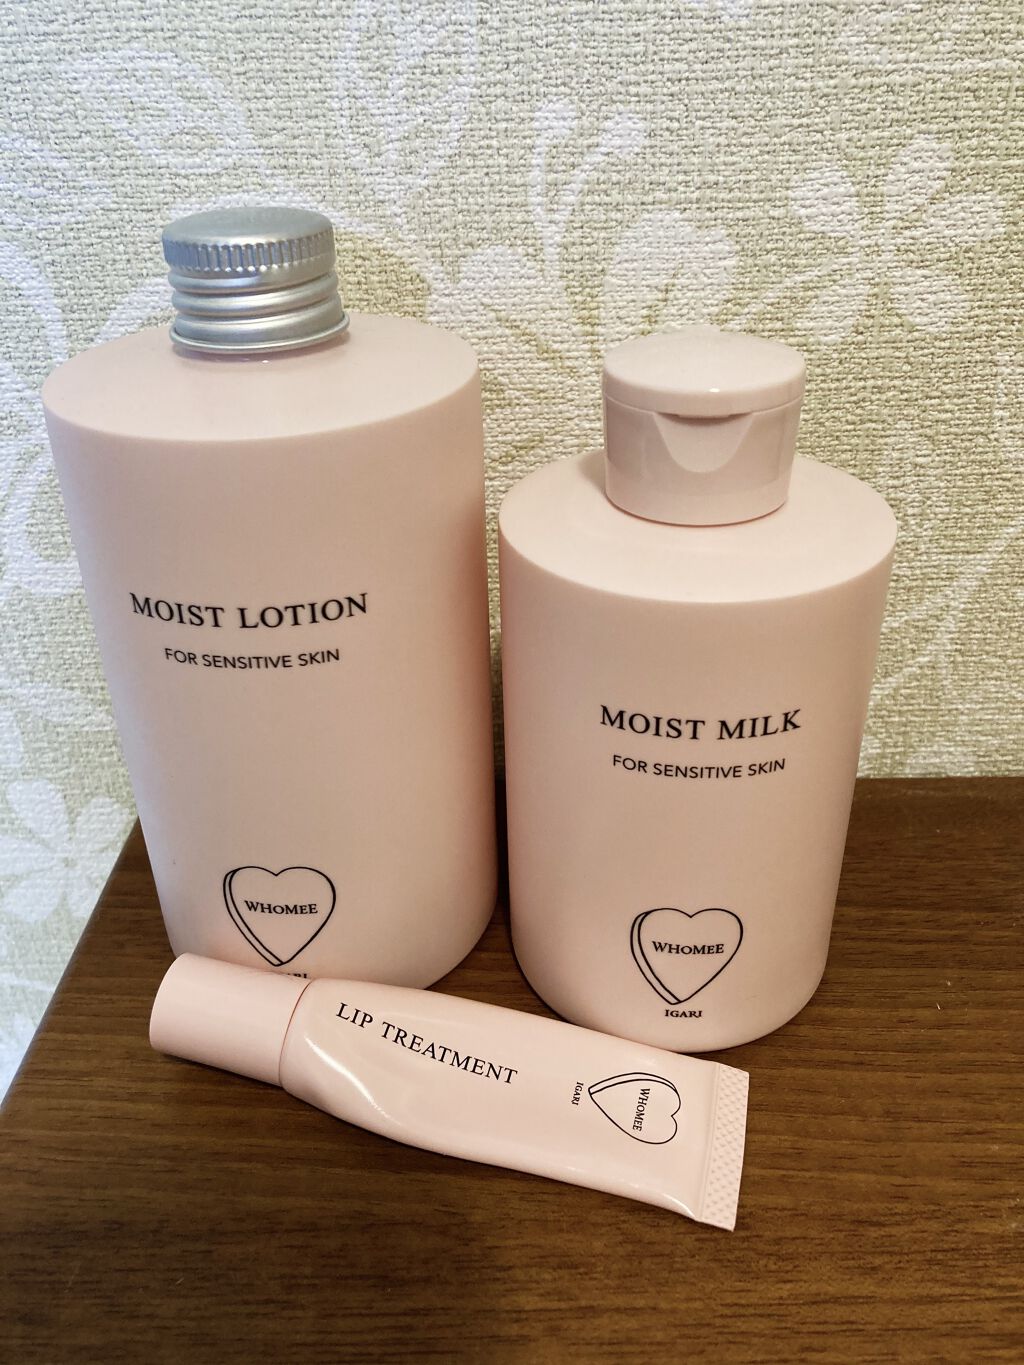 MOIST LOTION
FOR SENSITIVE SKIN
WHOMEE
MOIST MILK
FOR SENSITIVE SKIN
WHOMEE
IGARI
LIP TREATMENT
WHOMEE
IGARI